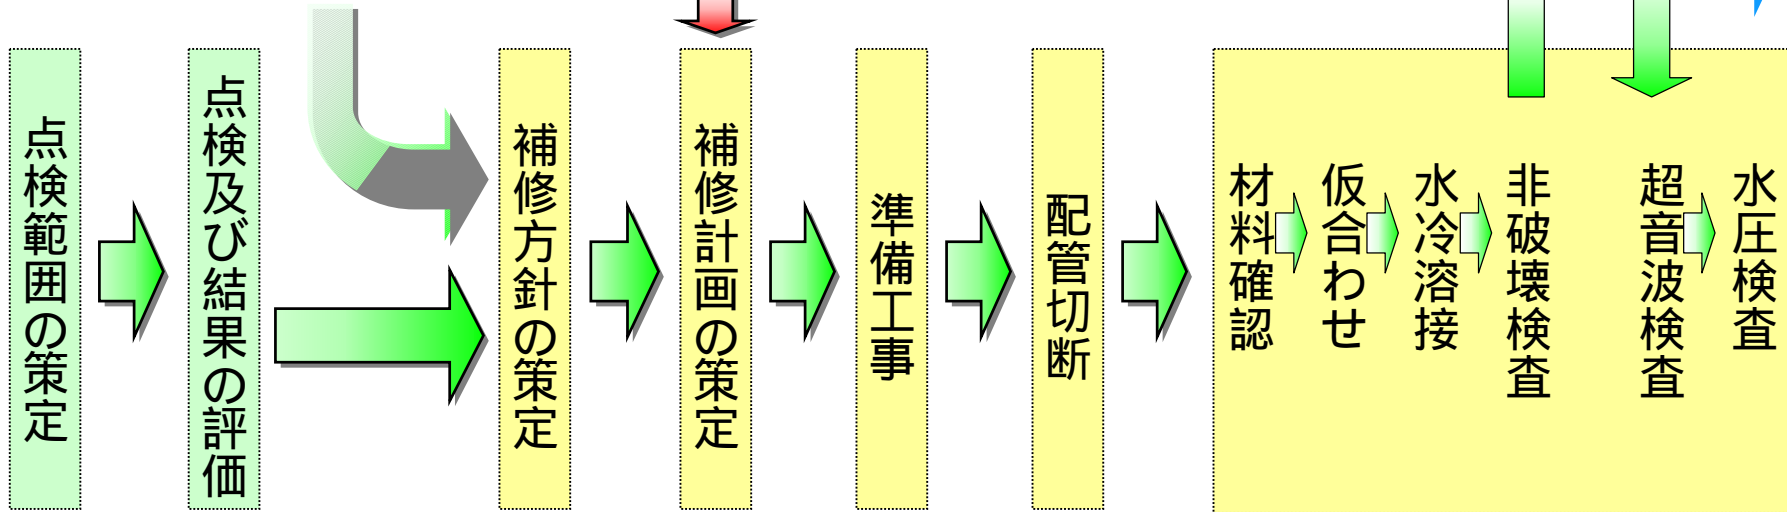 点検範囲の策定
点検及び結果の評価
補修方針の策定
補修計画の策定
準備工事
配管切断
材料確認
仮合わせ
水冷溶接
非破壊検査
超音波検査
水圧検査